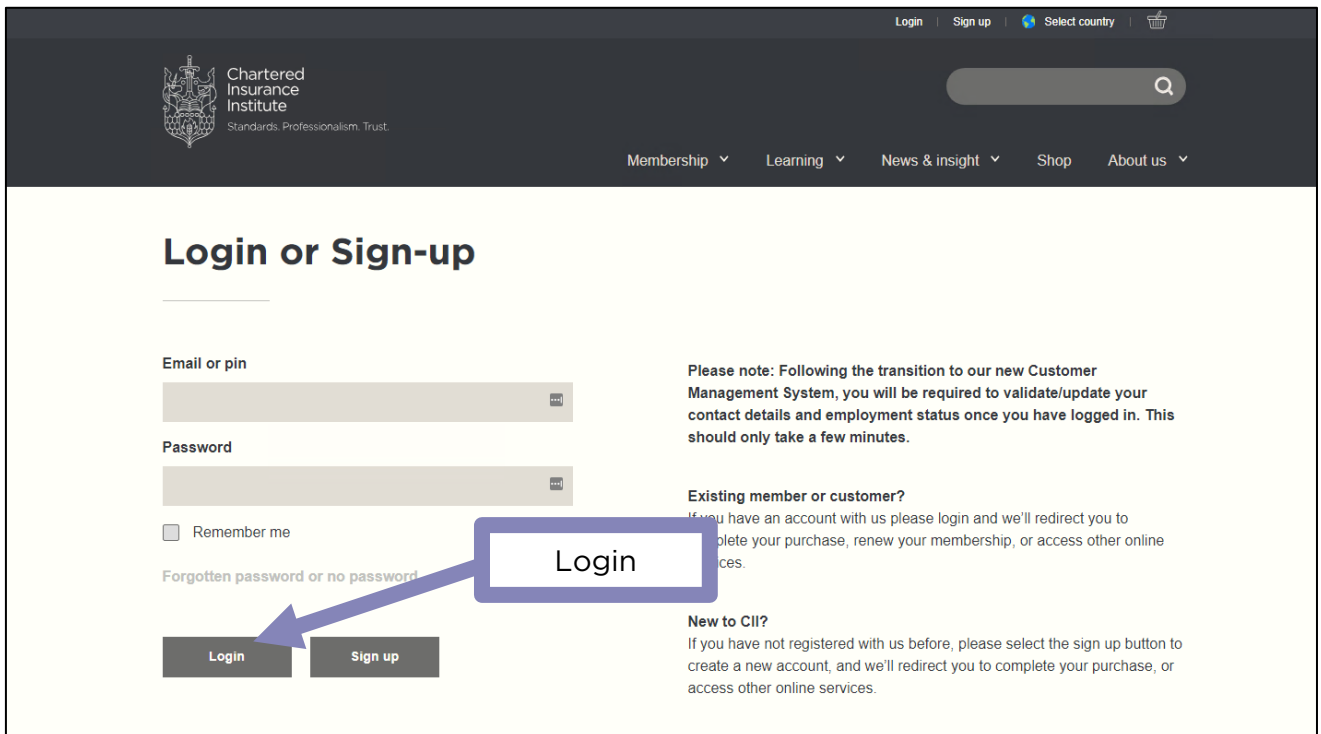 Login Sign up Select country
Chartered
Insurance
Institute
Standards. Professionalism. Trust.
Membership Learning News & insight Shop About us
Login or Sign-up
Email or pin
Password
Remember me
Forgotten password or no password
Login Sign up
Login
Please note: Following the transition to our new Customer
Management System, you will be required to validate/update your
contact details and employment status once you have logged in. This
should only take a few minutes.
Existing member or customer?
If you have an account with us please login and we'll redirect you to
your purchase, renew your membership, or access other online
New to CII?
If you have not registered with us before, please select the sign up button to
create a new account, and we'll redirect you to complete your purchase, or
access other online services.